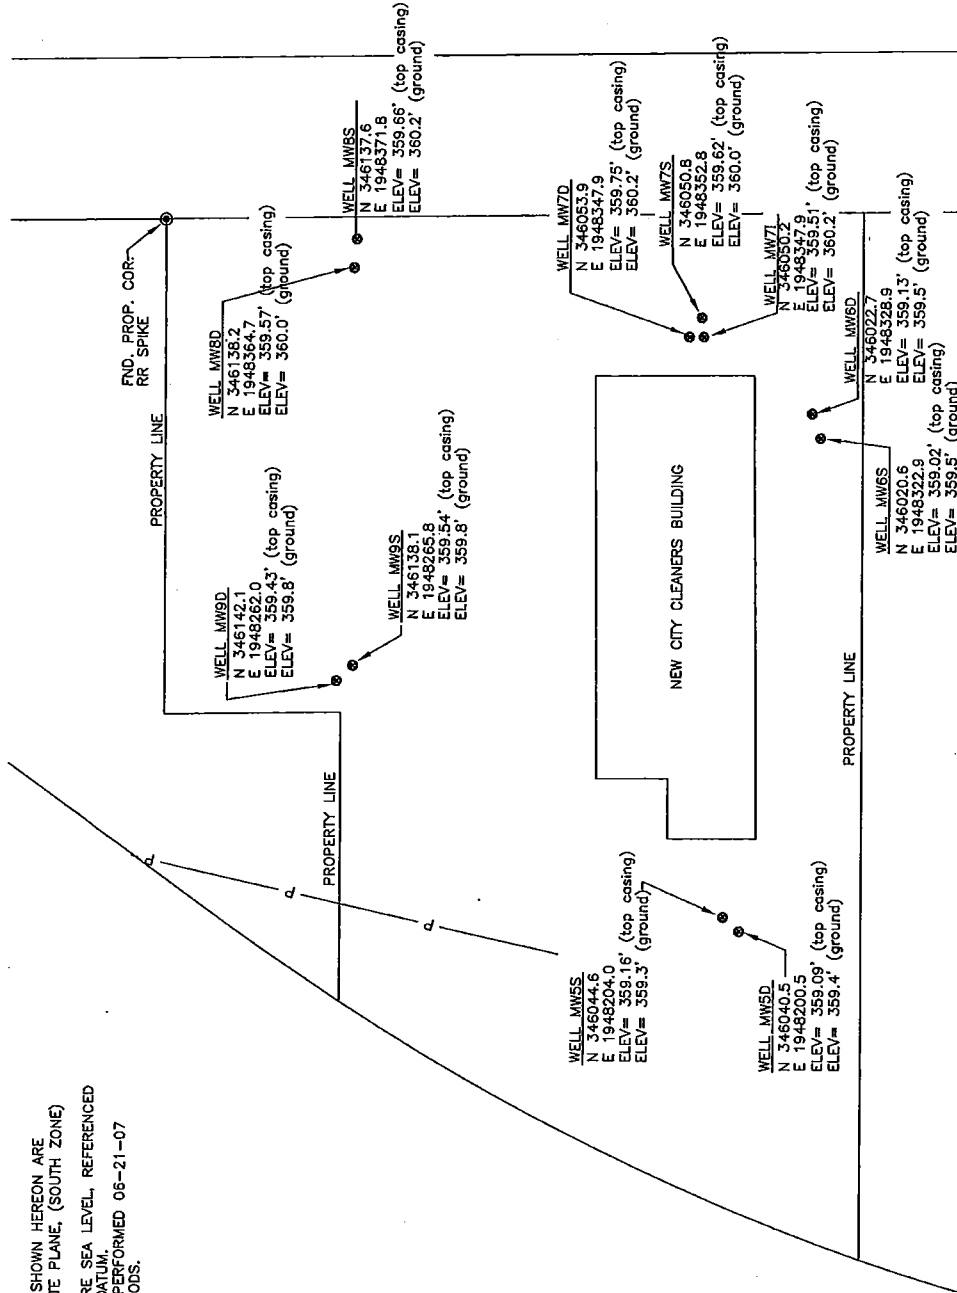 SHOWN HEREON ARE
TE PLANE, (SOUTH ZONE)
RE SEA LEVEL, REFERENCED
ATUM.
PERFORMED 06-21-07
ODS.
FND. PROP. COR.
RR SPIKE
PROPERTY LINE
WELL MW8D
N 346138.2
E 1948364.7
ELEV= 359.57' (top casing)
ELEV= 360.0' (ground)
WELL MW8S
N 346137.6
E 1948371.8
ELEV= 359.66' (top casing)
ELEV= 360.2' (ground)
WELL MW9D
N 346142.1
E 1948262.0
ELEV= 359.43' (top casing)
ELEV= 359.8' (ground)
WELL MW9S
N 346138.1
E 1948265.8
ELEV= 359.54' (top casing)
ELEV= 359.8' (ground)
PROPERTY LINE
P
P
P
WELL MW7D
N 346053.9
E 1948347.9
ELEV= 359.75' (top casing)
ELEV= 360.2' (ground)
WELL MW7S
N 346050.8
E 1948352.8
ELEV= 359.62' (top casing)
ELEV= 360.0' (ground)
WELL MW7I
N 346050.2
E 1948347.9
ELEV= 359.51' (top casing)
ELEV= 360.2' (ground)
NEW CITY CLEANERS BUILDING
WELL MW5S
N 346044.6
E 1948204.0
ELEV= 359.16' (top casing)
ELEV= 359.3' (ground)
WELL MW5D
N 346040.5
E 1948200.5
ELEV= 359.09' (top casing)
ELEV= 359.4' (ground)
WELL MW6D
N 346022.7
E 1948328.9
ELEV= 359.13' (top casing)
ELEV= 359.5' (ground)
WELL MW6S
N 346020.6
E 1948322.9
ELEV= 359.02' (top casing)
ELEV= 359.5' (ground)
PROPERTY LINE